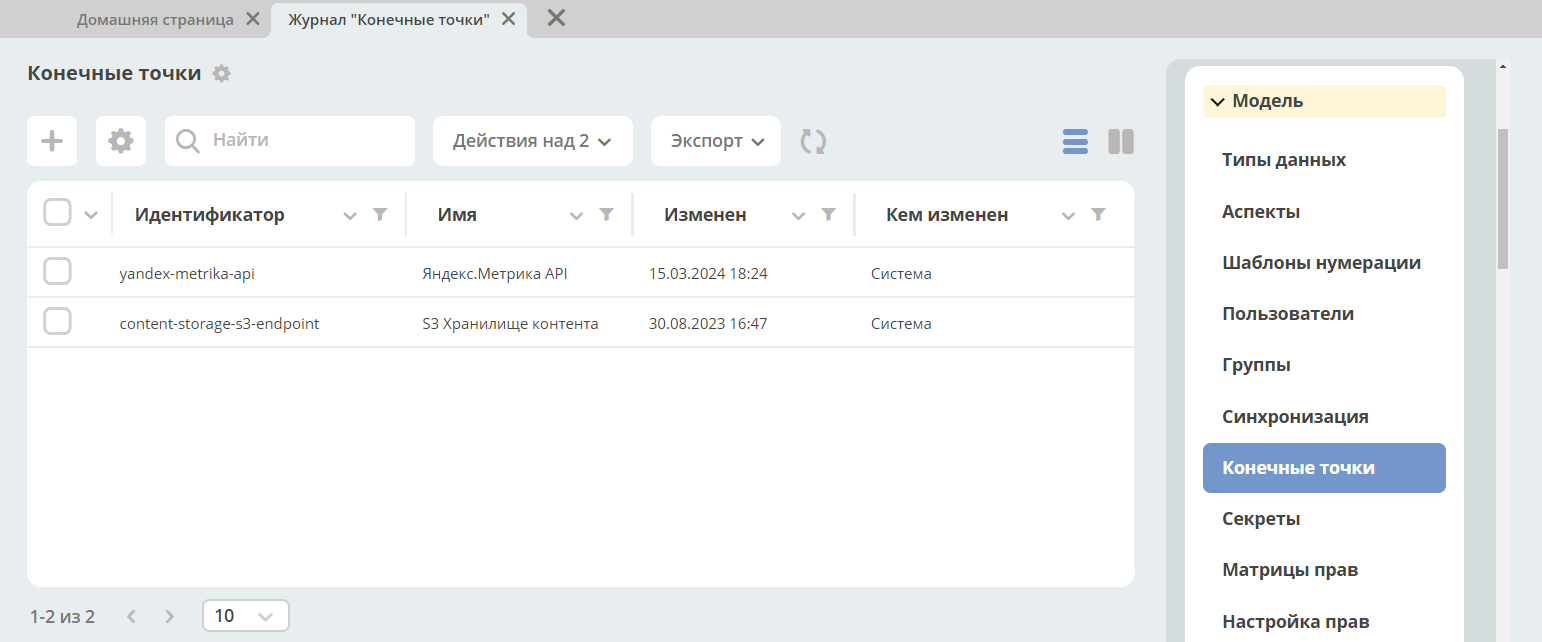 Домашняя страница
Журнал "Конечные точки"
Конечные точки
Найти
Действия над 2
Экспорт
Идентификатор Имя Изменен Кем изменен
yandex-metrika-api Яндекс.Метрика API 15.03.2024 18:24 Система
content-storage-s3-endpoint S3 Хранилище контента 30.08.2023 16:47 Система
1-2 из 2
10
Модель
Типы данных
Аспекты
Шаблоны нумерации
Пользователи
Группы
Синхронизация
Конечные точки
Секреты
Матрицы прав
Настройка прав